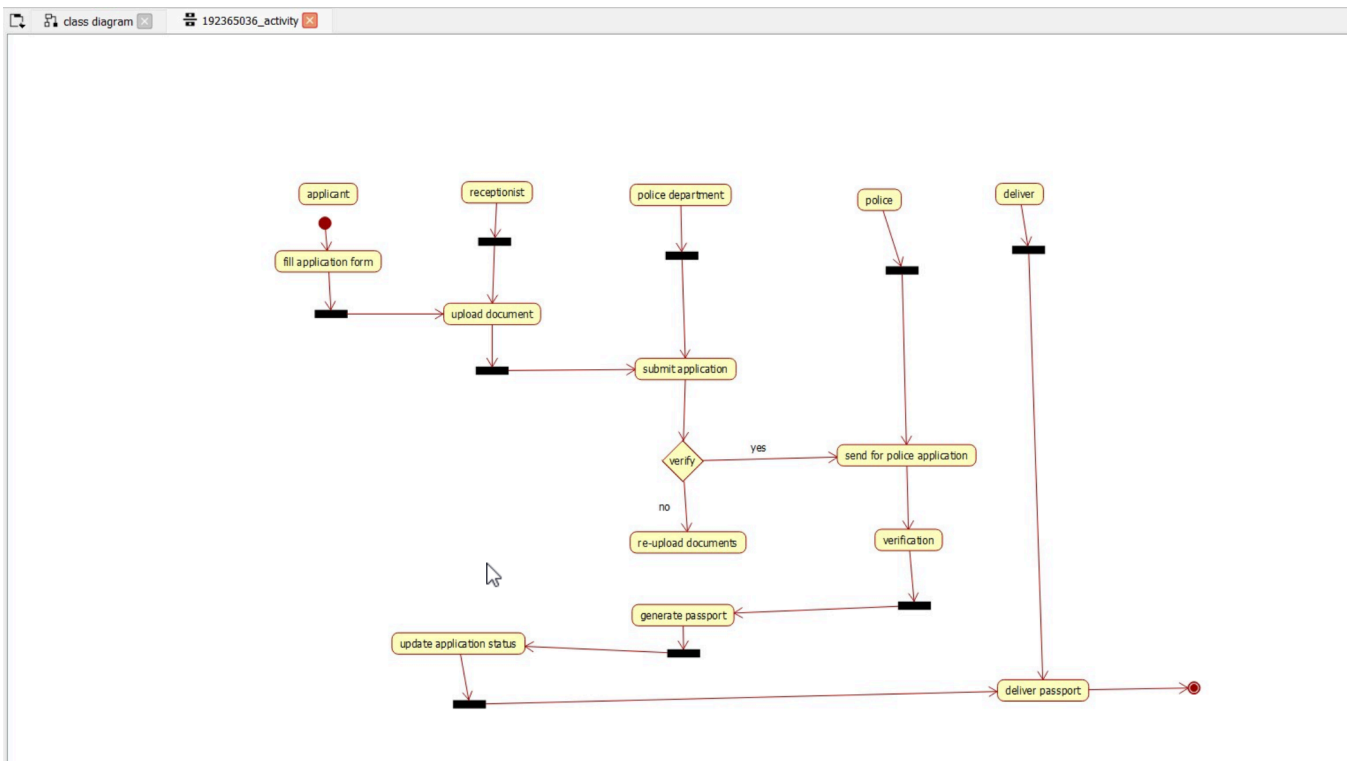 class diagram
192365036_activity
applicant
receptionist
police department
police
deliver
fill application form
upload document
submit application
verify
yes
send for police application
no
re-upload documents
verification
generate passport
update application status
deliver passport